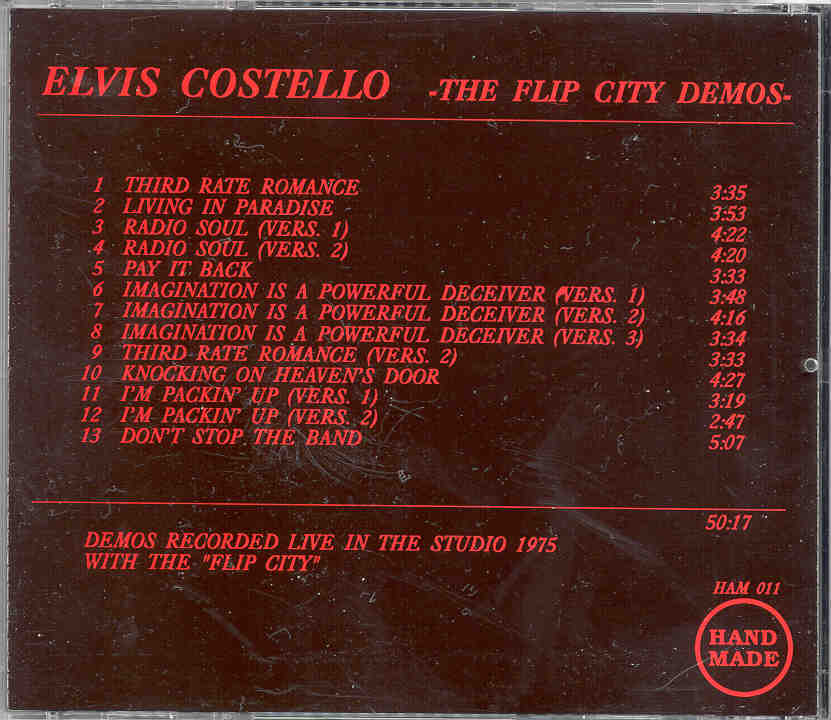 ELVIS COSTELLO -THE FLIP CITY DEMOS-
1 THIRD RATE ROMANCE 3:35
2 LIVING IN PARADISE 3:53
3 RADIO SOUL (VERS. 1) 4:22
4 RADIO SOUL (VERS. 2) 4:20
5 PAY IT BACK 3:33
6 IMAGINATION IS A POWERFUL DECEIVER (VERS. 1) 3:48
7 IMAGINATION IS A POWERFUL DECEIVER (VERS. 2) 4:16
8 IMAGINATION IS A POWERFUL DECEIVER (VERS. 3) 3:34
9 THIRD RATE ROMANCE (VERS. 2) 3:33
10 KNOCKING ON HEAVEN'S DOOR 4:27
11 I'M PACKIN' UP (VERS. 1) 3:19
12 I'M PACKIN' UP (VERS. 2) 2:47
13 DON'T STOP THE BAND 5:07
50:17
DEMOS RECORDED LIVE IN THE STUDIO 1975
WITH THE "FLIP CITY"
HAM 011
HAND
MADE